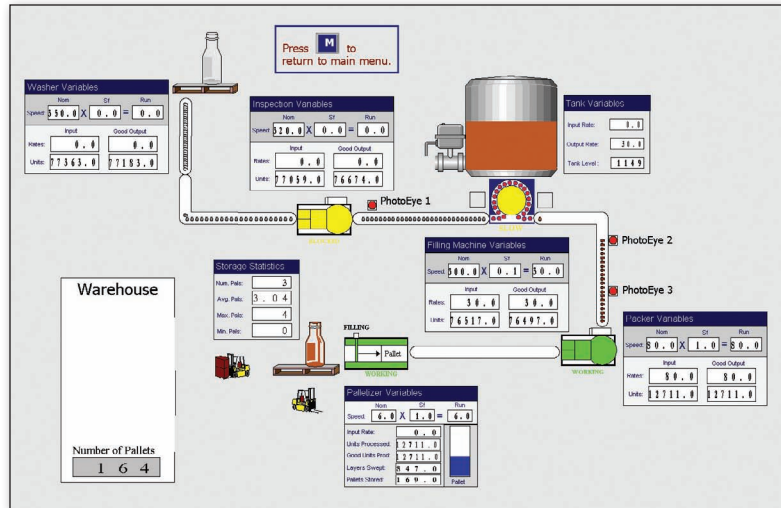 Press M to
return to main menu.
Washer Variables
Nom Sf Run
Speed: 550.0 X 0.0 = 0.0
Input Good Output
Rates: 0.0 0.0
Units: 77363.0 77183.0
Inspection Variables
Nom Sf Run
Speed: 520.0 X 0.0 = 0.0
Input Good Output
Rates: 0.0 0.0
Units: 77059.0 76674.0
Tank Variables
Input Rate: 0.0
Output Rate: 30.0
Tank Level: 1149
PhotoEye 1
BLOCKED
SLOW
PhotoEye 2
PhotoEye 3
Filling Machine Variables
Nom Sf Run
Speed: 500.0 X 0.1 = 50.0
Input Good Output
Rates: 30.0 30.0
Units: 76517.0 76497.0
Storage Statistics
Num. Pals: 3
Avg. Pals: 3.04
Max. Pals: 4
Min. Pals: 0
Warehouse
Number of Pallets
164
FILLING
Pallet
WORKING
WORKING
Packer Variables
Nom Sf Run
Speed: 80.0 X 1.0 = 80.0
Input Good Output
Rates: 80.0 80.0
Units: 12711.0 12711.0
Palletizer Variables
Nom Sf Run
Speed: 6.0 X 1.0 = 6.0
Input Rate: 0.0
Units Processed: 12711.0
Good Units Prod: 12711.0
Layers Swept: 847.0
Pallets Stored: 169.0
Pallet